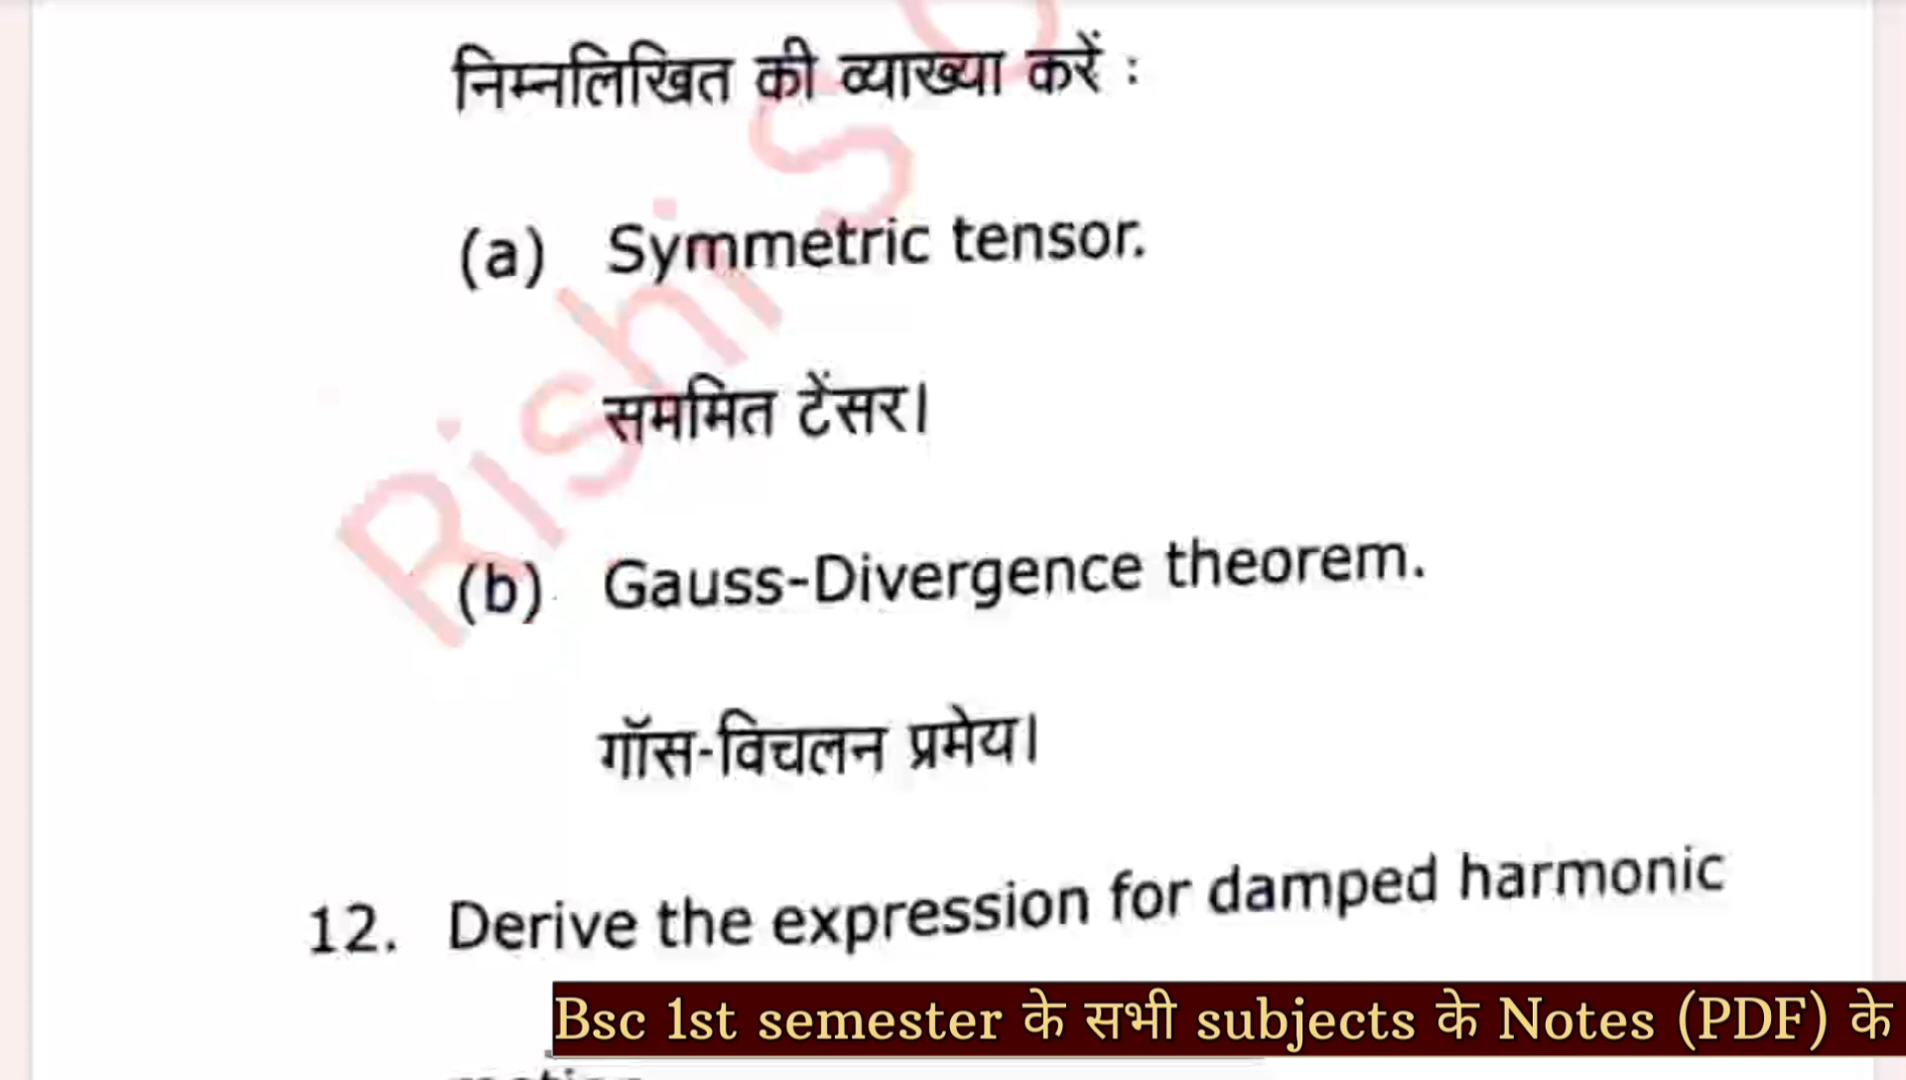 निम्नलिखित की व्याख्या करें :
(a) Symmetric tensor.
सममित टेंसर।
(b) Gauss-Divergence theorem.
गॉस-विचलन प्रमेय।
12. Derive the expression for damped harmonic
Bsc 1st semester के सभी subjects के Notes (PDF) के
Rishi